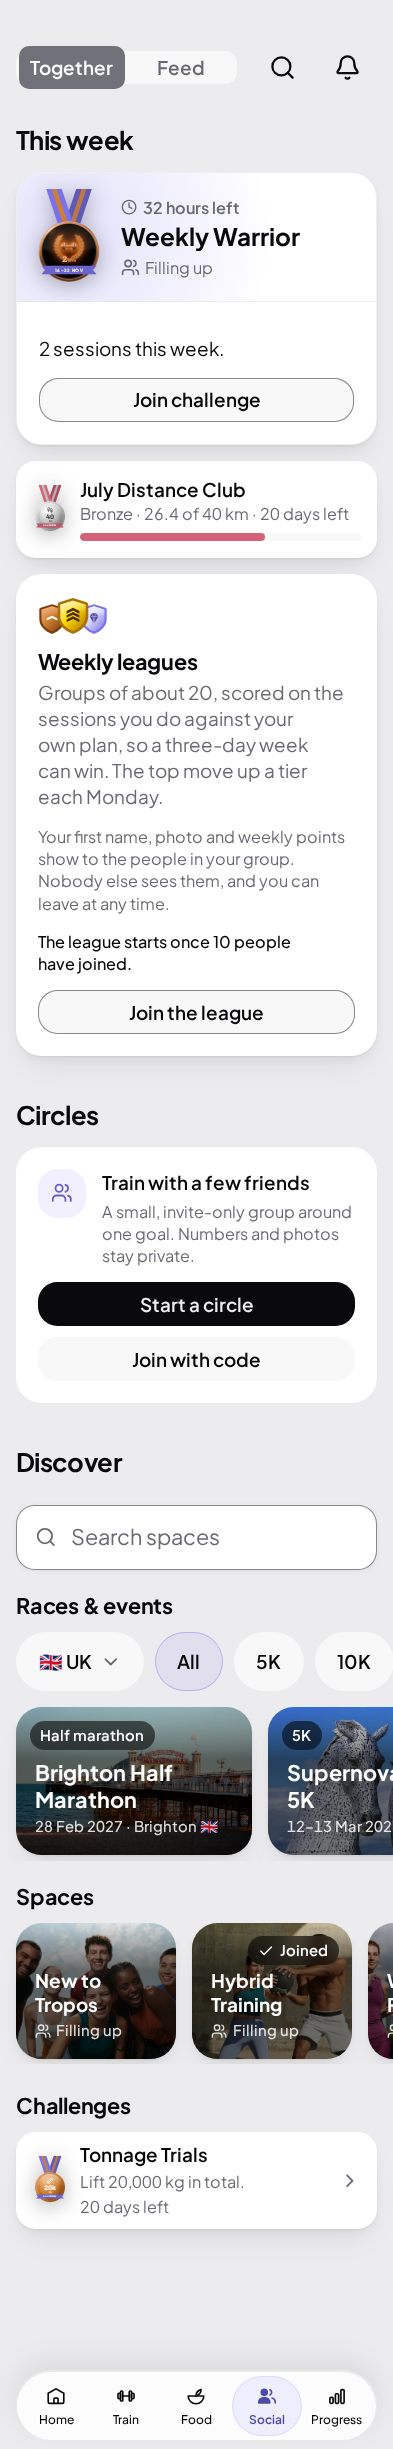 Together
Feed
This week
32 hours left
Weekly Warrior
Filling up
2 sessions this week.
Join challenge
July Distance Club
40
Bronze · 26.4 of 40 km · 20 days left
Weekly leagues
Groups of about 20, scored on the
sessions you do against your
own plan, so a three-day week
can win. The top move up a tier
each Monday.
Your first name, photo and weekly points
show to the people in your group.
Nobody else sees them, and you can
leave at any time.
The league starts once 10 people
have joined.
Join the league
Circles
Train with a few friends
A small, invite-only group around
one goal. Numbers and photos
stay private.
Start a circle
Join with code
Discover
Search spaces
Races & events
🇬🇧 UK
All
5K
10K
Half marathon
Brighton Half
Marathon
28 Feb 2027 · Brighton 🇬🇧
5K
Supernova
5K
12–13 Mar 202
Spaces
New to
Tropos
Filling up
Joined
Hybrid
Training
Filling up
Challenges
Tonnage Trials
20k
Lift 20,000 kg in total.
20 days left
Home
Train
Food
Social
Progress